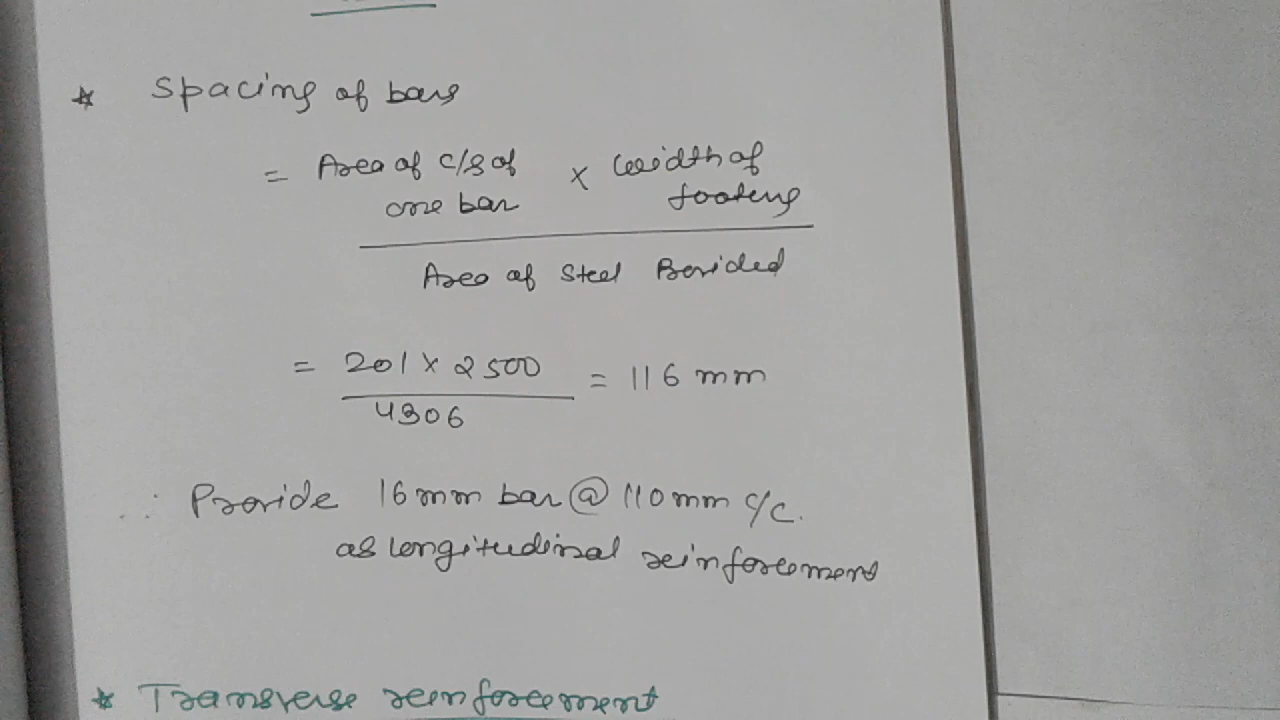 * Spacing of bars
= Area of c/s of one bar × width of footing
Area of Steel Provided
= 201 × 2500 = 116 mm
4306
∴ Provide 16 mm bar @ 110 mm c/c.
as longitudinal reinforcement
* Transverse reinforcement